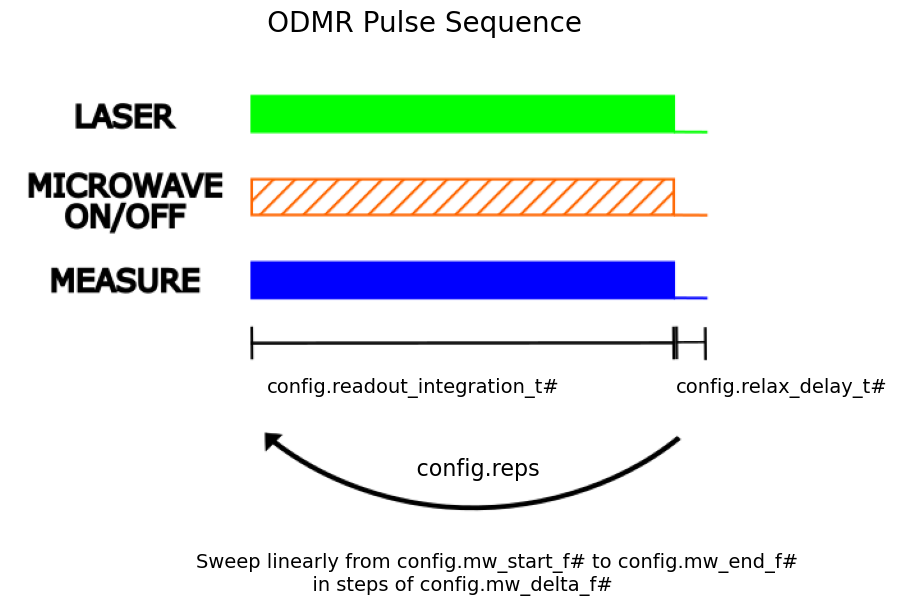 ODMR Pulse Sequence
LASER
MICROWAVE
ON/OFF
MEASURE
config.readout_integration_t#
config.relax_delay_t#
config.reps
Sweep linearly from config.mw_start_f# to config.mw_end_f#
in steps of config.mw_delta_f#